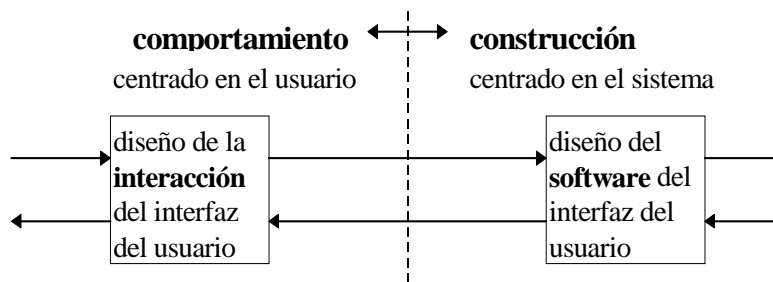 comportamiento
centrado en el usuario
construcción
centrado en el sistema
diseño de la
interacción
del interfaz
del usuario
diseño del
software del
interfaz del
usuario